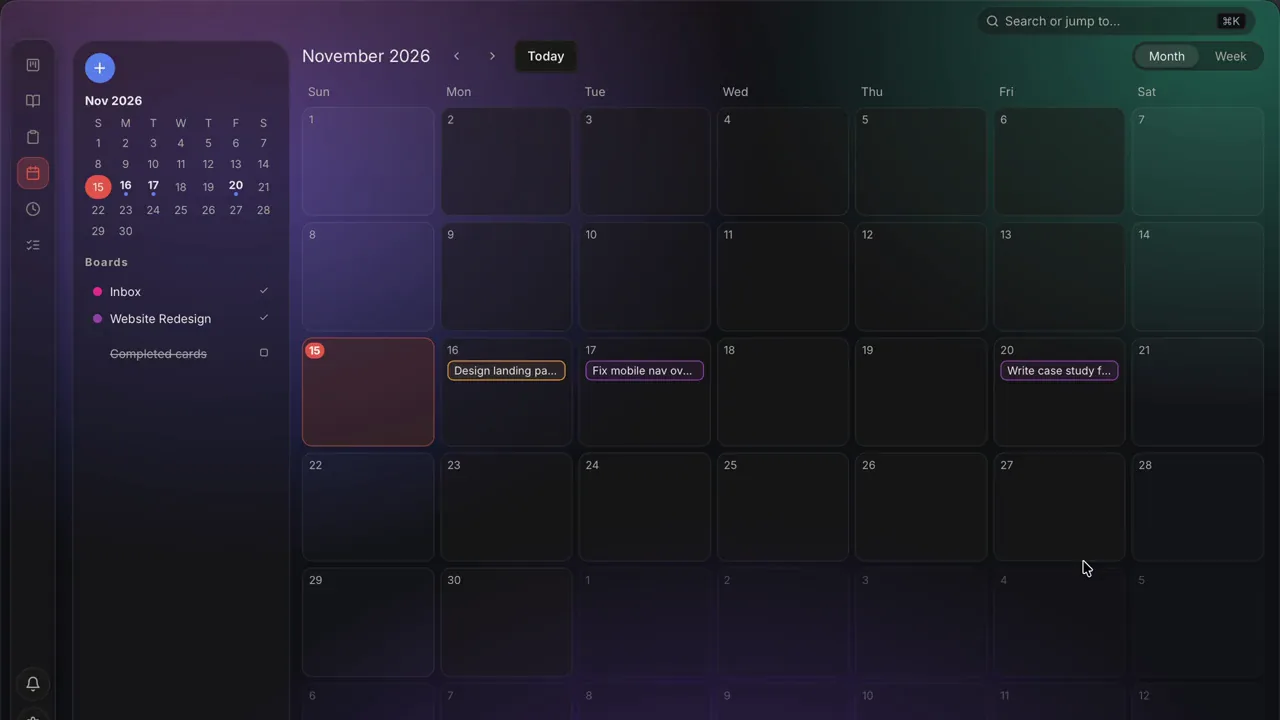 Search or jump to... ⌘K
November 2026 Today Month Week
Nov 2026
S M T W T F S
1 2 3 4 5 6 7
8 9 10 11 12 13 14
15 16 17 18 19 20 21
22 23 24 25 26 27 28
29 30
Boards
Inbox
Website Redesign
Completed cards
Sun Mon Tue Wed Thu Fri Sat
1 2 3 4 5 6 7
8 9 10 11 12 13 14
15 16 17 18 19 20 21
Design landing pa... Fix mobile nav ov... Write case study f...
22 23 24 25 26 27 28
29 30 1 2 3 4 5
6 7 8 9 10 11 12